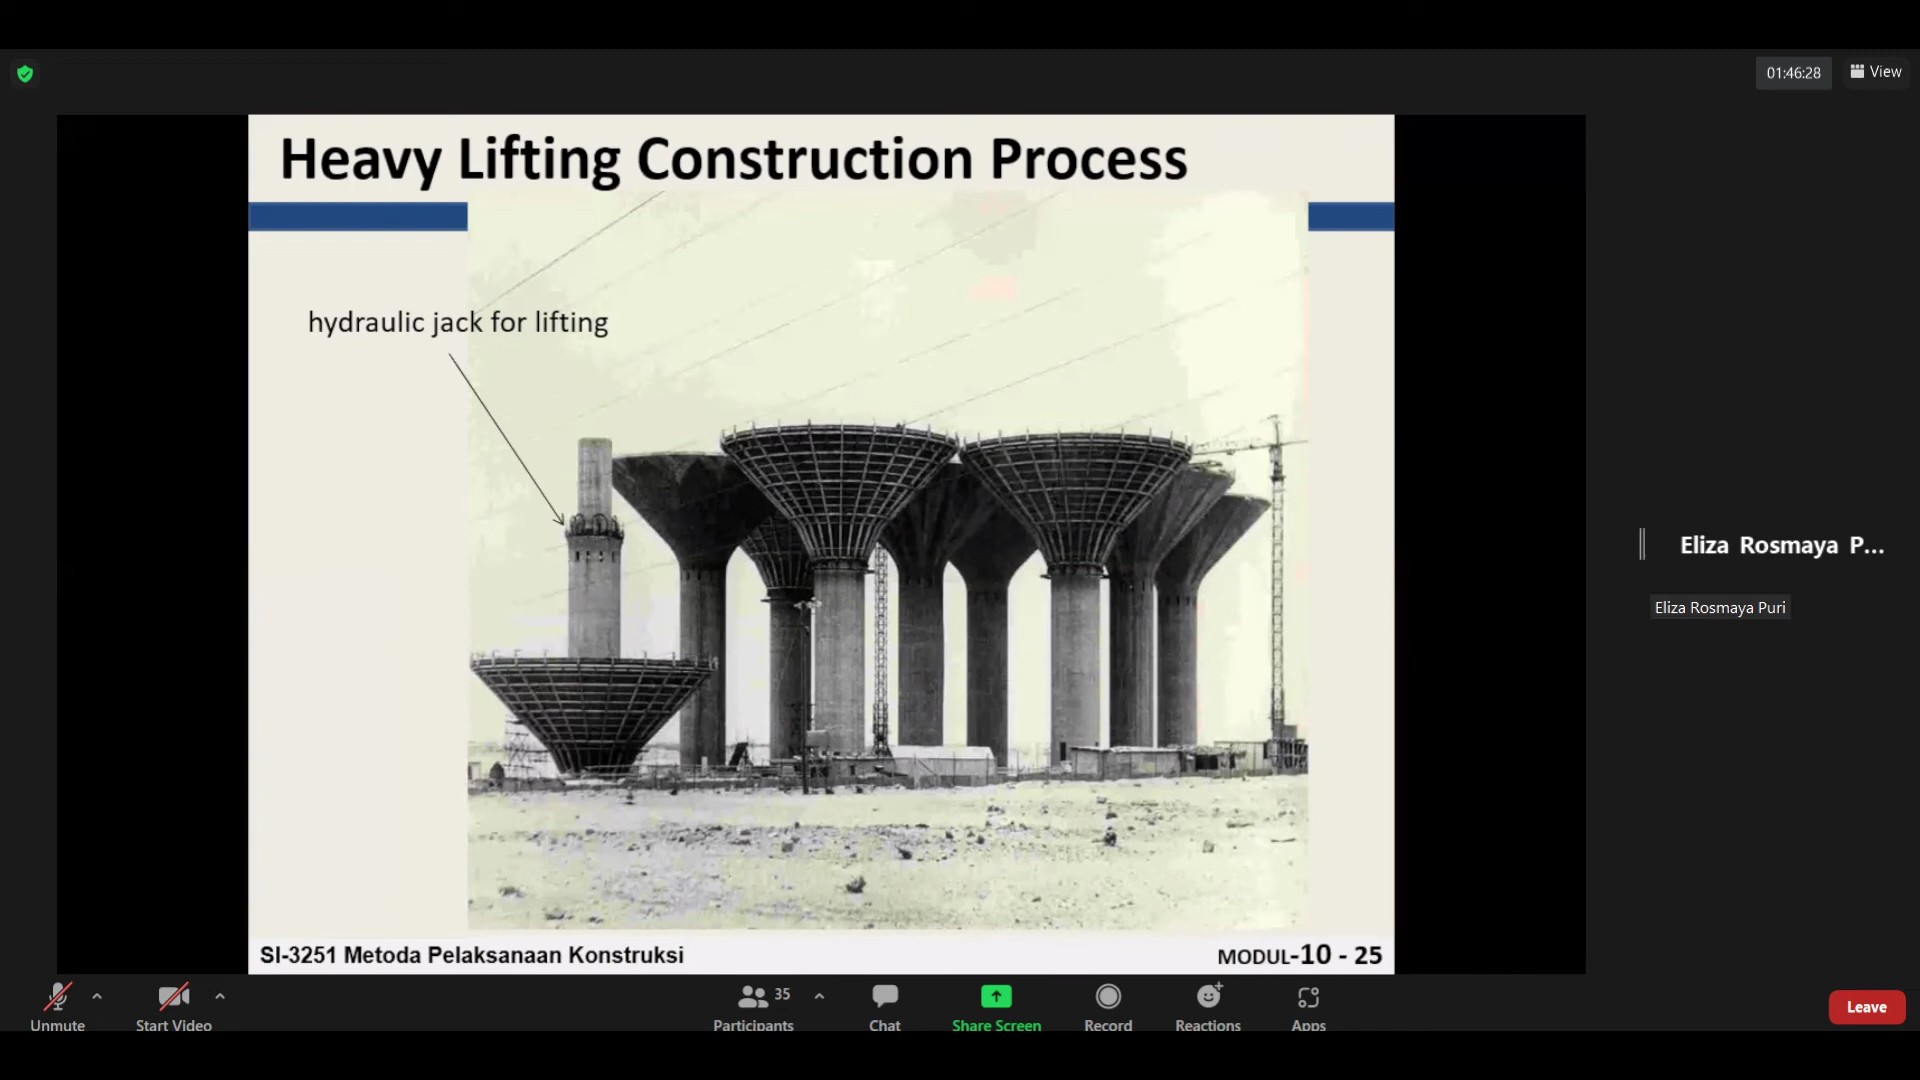 01:46:28
View
Heavy Lifting Construction Process
hydraulic jack for lifting
Eliza Rosmaya P...
Eliza Rosmaya Puri
SI-3251 Metoda Pelaksanaan Konstruksi
MODUL-10 - 25
35
Unmute
Start Video
Participants
Chat
Share Screen
Record
Reactions
Apps
Leave